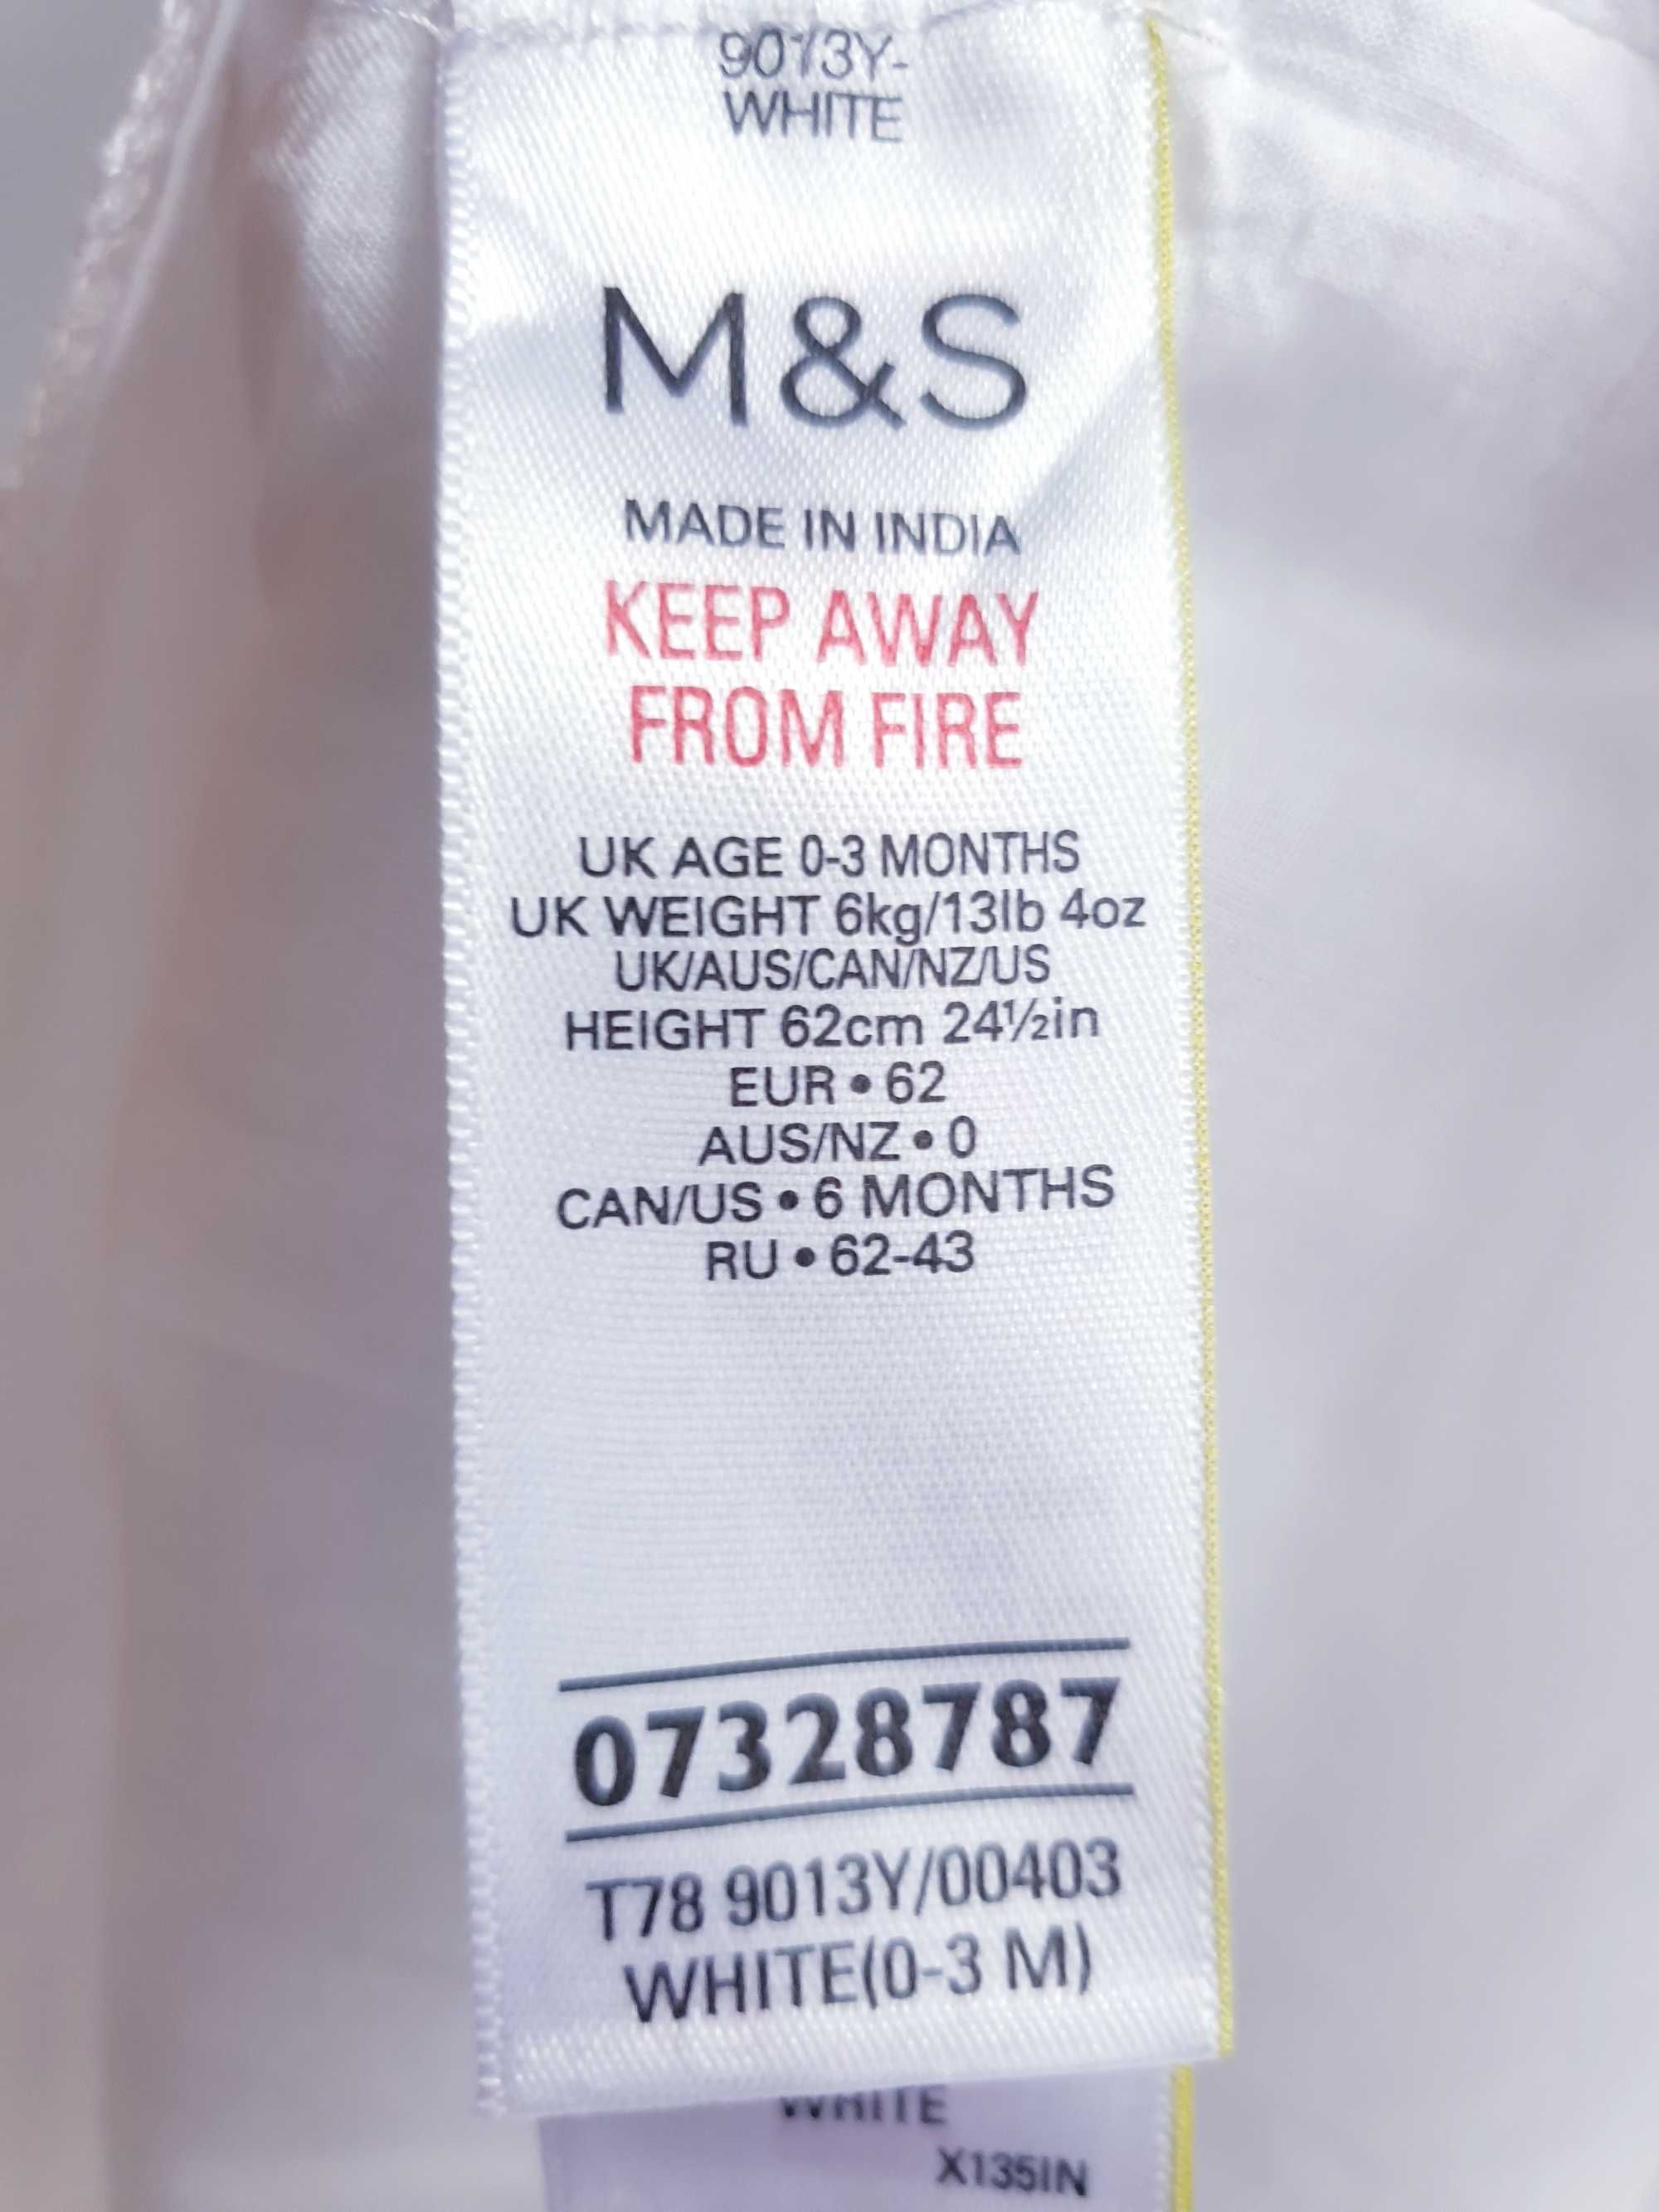 9013Y-
WHITE
M&S
MADE IN INDIA
KEEP AWAY
FROM FIRE
UK AGE 0-3 MONTHS
UK WEIGHT 6kg/13lb 4oz
UK/AUS/CAN/NZ/US
HEIGHT 62cm 24½in
EUR • 62
AUS/NZ • 0
CAN/US • 6 MONTHS
RU • 62-43
07328787
T78 9013Y/00403
WHITE(0-3 M)
WHITE
X135IN